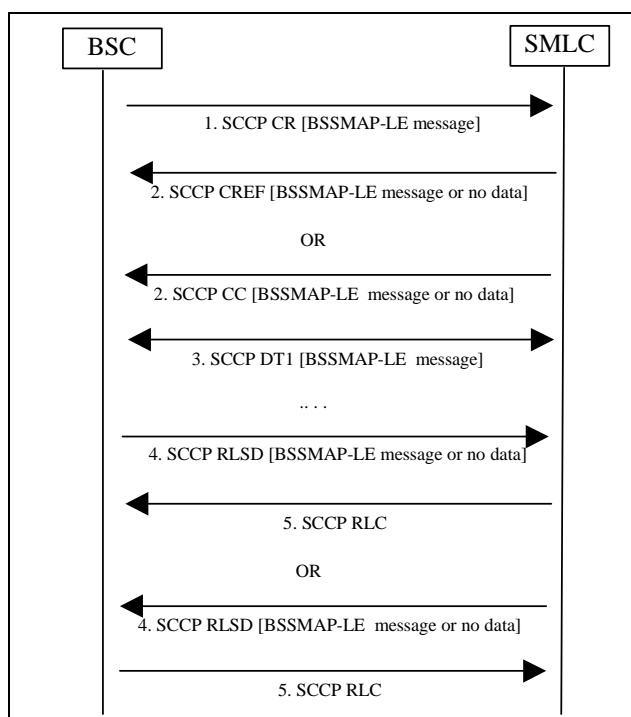 BSC
SMLC
1. SCCP CR [BSSMAP-LE message]
2. SCCP CREF [BSSMAP-LE message or no data]
OR
2. SCCP CC [BSSMAP-LE message or no data]
3. SCCP DT1 [BSSMAP-LE message]
.. . .
4. SCCP RLSD [BSSMAP-LE message or no data]
5. SCCP RLC
OR
4. SCCP RLSD [BSSMAP-LE message or no data]
5. SCCP RLC